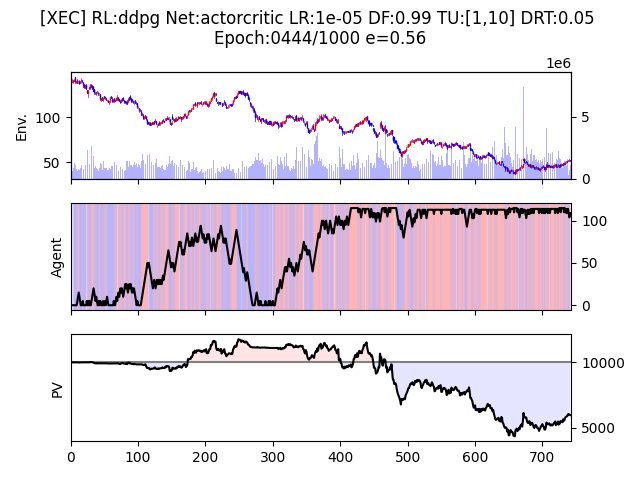 [XEC] RL:ddpg Net:actorcritic LR:1e-05 DF:0.99 TU:[1,10] DRT:0.05
Epoch:0444/1000 e=0.56
1e6
Env.
100
50
5
0
Agent
100
50
0
PV
10000
5000
0 100 200 300 400 500 600 700